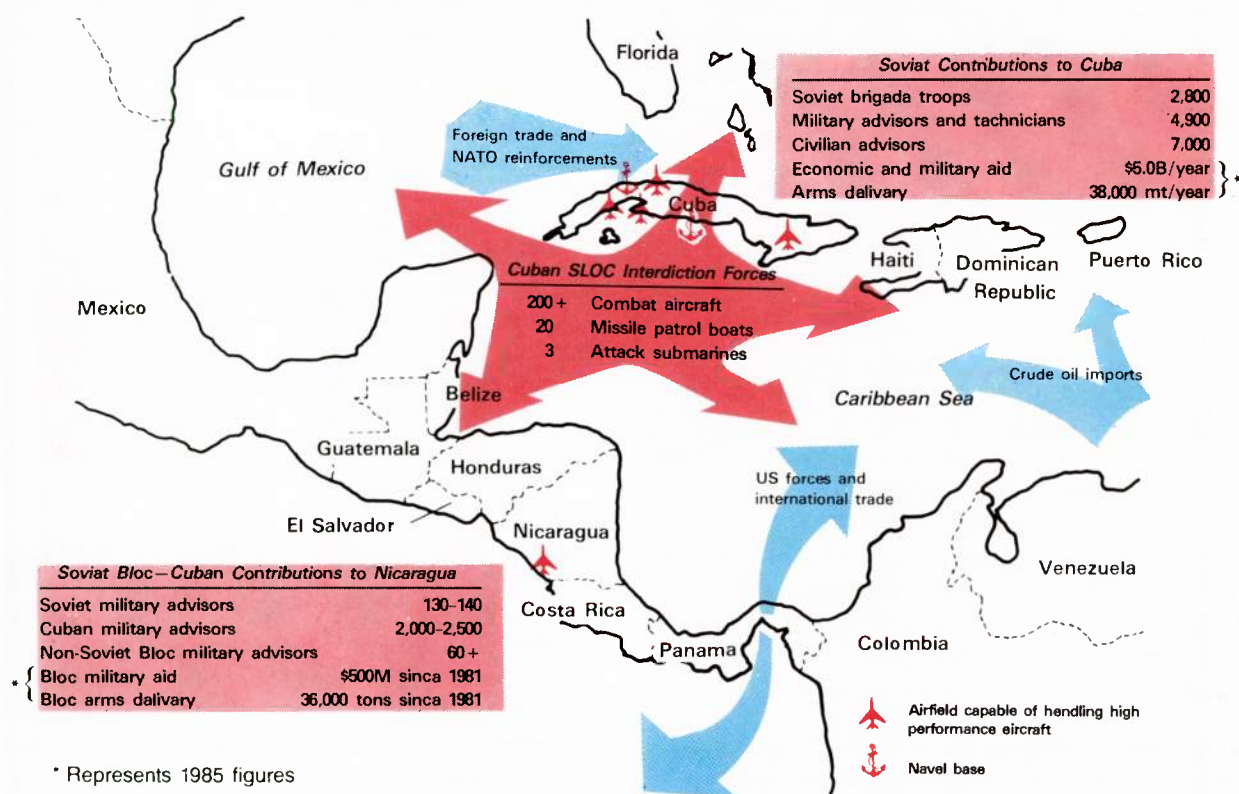 Florida
Soviet Contributions to Cuba
Soviet brigada troops 2,800
Military advisors and tachnicians 4,900
Civilian advisors 7,000
Economic and military aid $5.0B/year
Arms dalivary 38,000 mt/year
*
Foreign trade and
NATO reinforcements
Gulf of Mexico
Cuba
Haiti
Dominican
Republic
Puerto Rico
Mexico
Cuban SLOC Interdiction Forces
200+ Combat aircraft
20 Missile patrol boats
3 Attack submarines
Crude oil imports
Belize
Caribbean Sea
Guatemala
Honduras
US forces and
international trade
El Salvador
Nicaragua
Venezuela
Soviat Bloc—Cuban Contributions to Nicaragua
Soviet military advisors 130-140
Cuban military advisors 2,000-2,500
Non-Soviet Bloc military advisors 60+
Bloc military aid $500M sinca 1981
Bloc arms dalivary 36,000 tons sinca 1981
*
Costa Rica
Panama
Colombia
Airfield capable of hendling high
performance eircraft
Navel base
* Represents 1985 figures